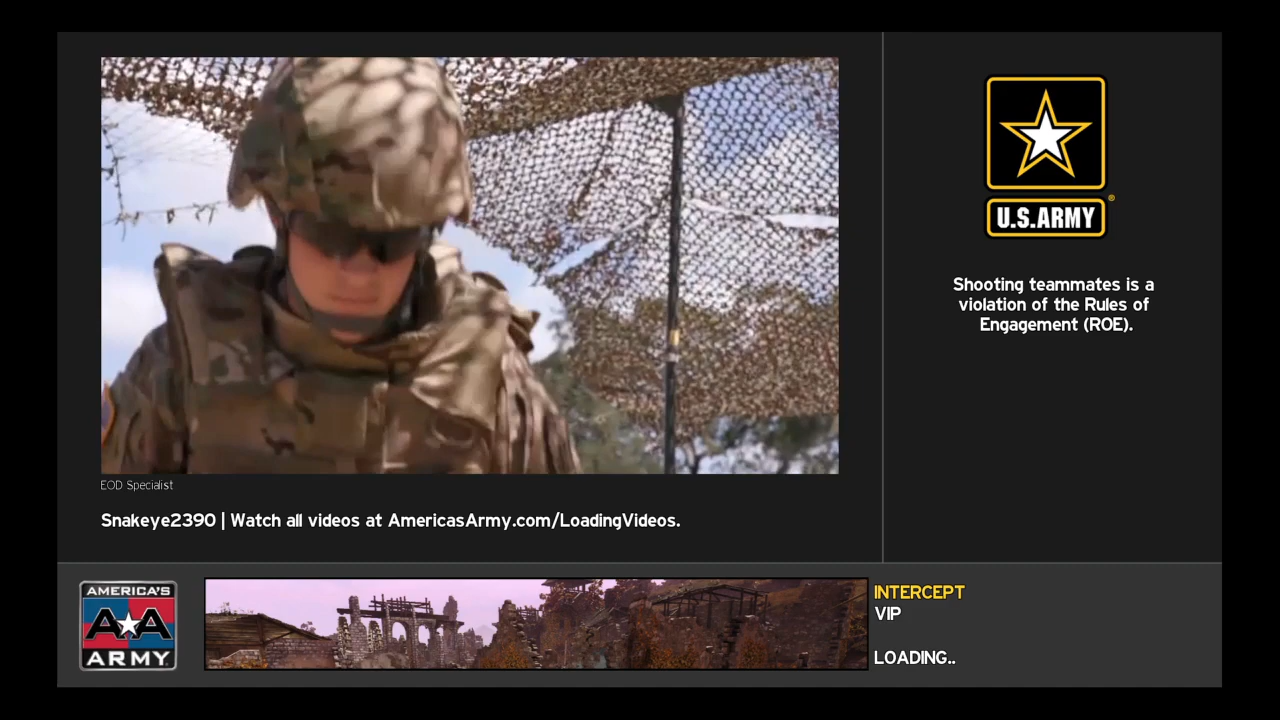 U.S.ARMY
Shooting teammates is a
violation of the Rules of
Engagement (ROE).
EOD Specialist
Snakeye2390 | Watch all videos at AmericasArmy.com/LoadingVideos.
AMERICA'S
AA
ARMY
INTERCEPT
VIP
LOADING..